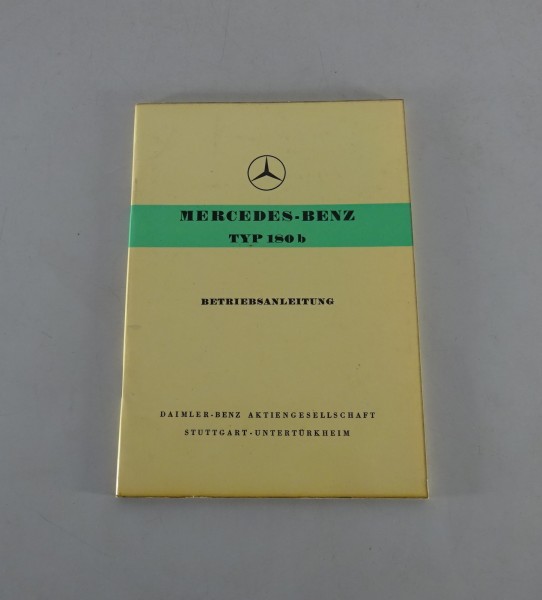 MERCEDES-BENZ
TYP 180 b
BETRIEBSANLEITUNG
DAIMLER-BENZ AKTIENGESELLSCHAFT
STUTTGART-UNTERTÜRKHEIM